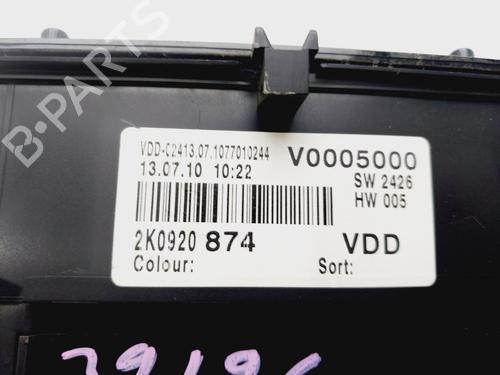 VDD-C2413.07.1077010244 V0005000
13.07.10 10:22 SW 2426
HW 005
2K0920 874 VDD
Colour: Sort:
B-PARTS